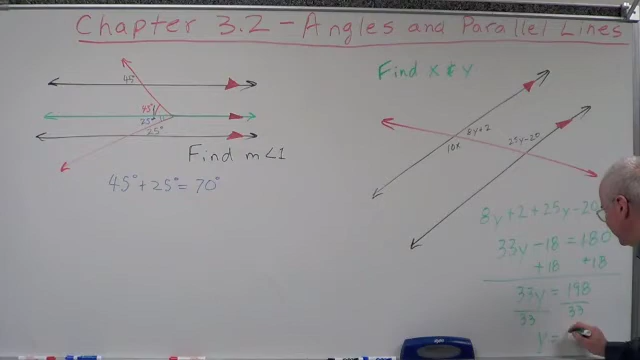 Chapter 3.2 - Angles and Parallel Lines
45°
45°
25°
25°
Find m∠1
45° + 25° = 70°
Find X & Y
8y+2
10x
25y-20
8y+2+25y-20
33y-18=180
+18 +18
33y = 198
33 33
y =